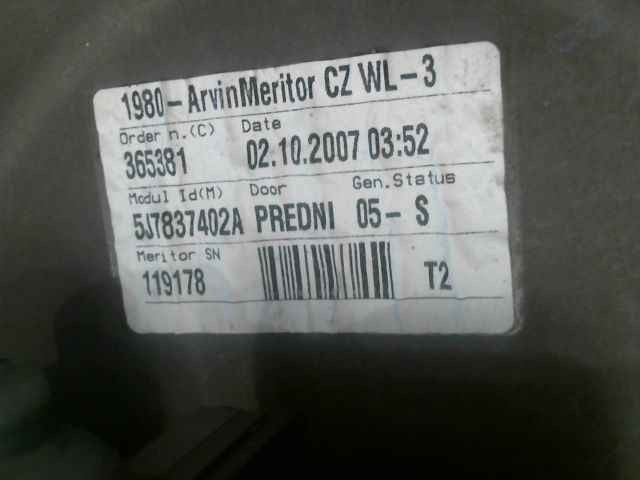 1980-ArvinMeritor CZ WL-3
Order n.(C) Date
365381 02.10.2007 03:52
Modul Id(M) Door Gen.Status
5J7837402A PREDNI 05- S
Meritor SN
119178 T2